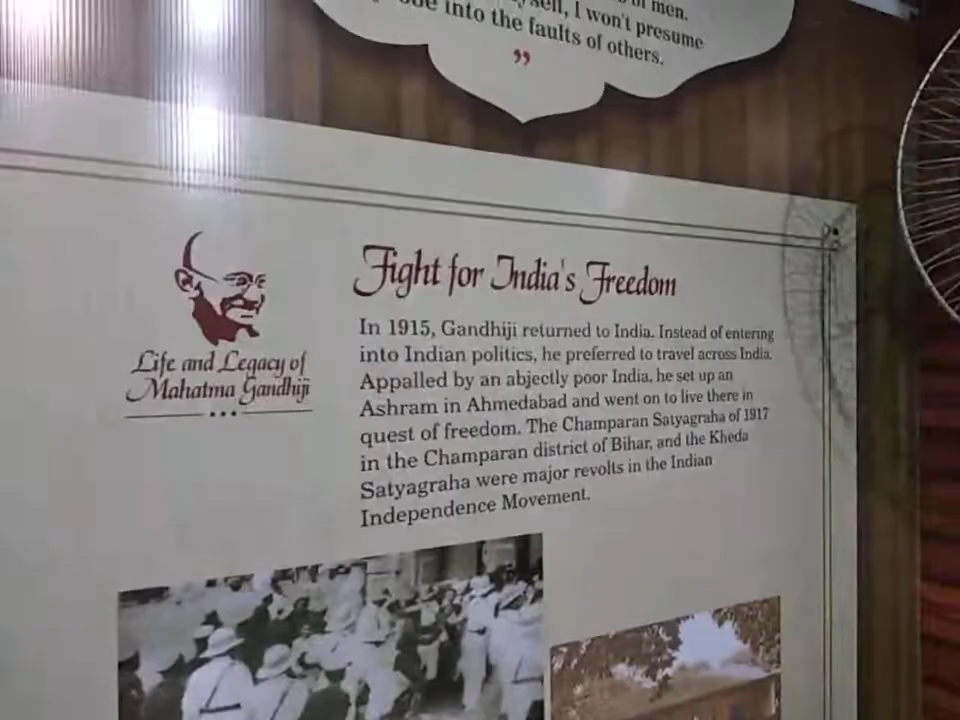 of men.
I won't presume
into the faults of others.
”
Fight for India's Freedom
In 1915, Gandhiji returned to India. Instead of entering
into Indian politics, he preferred to travel across India.
Appalled by an abjectly poor India, he set up an
Ashram in Ahmedabad and went on to live there in
quest of freedom. The Champaran Satyagraha of 1917
in the Champaran district of Bihar, and the Kheda
Satyagraha were major revolts in the Indian
Independence Movement.
Life and Legacy of
Mahatma Gandhiji